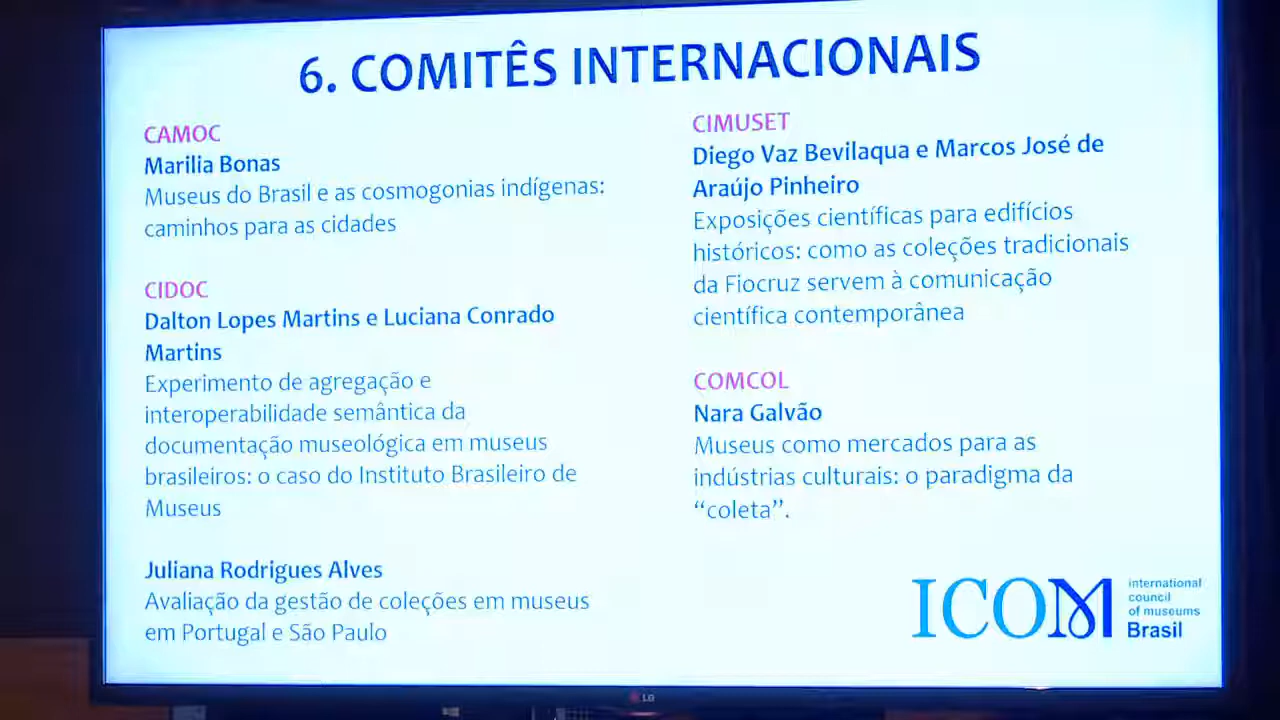 6. COMITÊS INTERNACIONAIS
CAMOC
Marilia Bonas
Museus do Brasil e as cosmogonias indígenas:
caminhos para as cidades
CIDOC
Dalton Lopes Martins e Luciana Conrado
Martins
Experimento de agregação e
interoperabilidade semântica da
documentação museológica em museus
brasileiros: o caso do Instituto Brasileiro de
Museus
Juliana Rodrigues Alves
Avaliação da gestão de coleções em museus
em Portugal e São Paulo
CIMUSET
Diego Vaz Bevilaqua e Marcos José de
Araújo Pinheiro
Exposições científicas para edifícios
históricos: como as coleções tradicionais
da Fiocruz servem à comunicação
científica contemporânea
COMCOL
Nara Galvão
Museus como mercados para as
indústrias culturais: o paradigma da
“coleta”.
ICOM
international
council
of museums
Brasil
LG